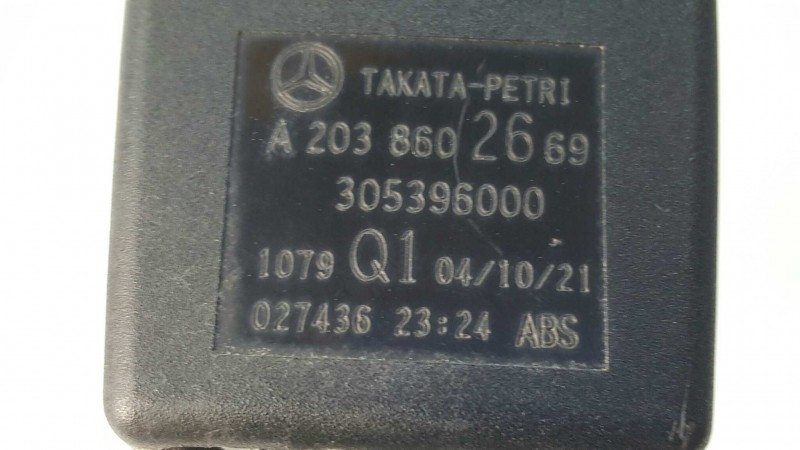 TAKATA-PETRI
A 203 860 26 69
305396000
1079 Q1 04/10/21
027436 23:24 ABS